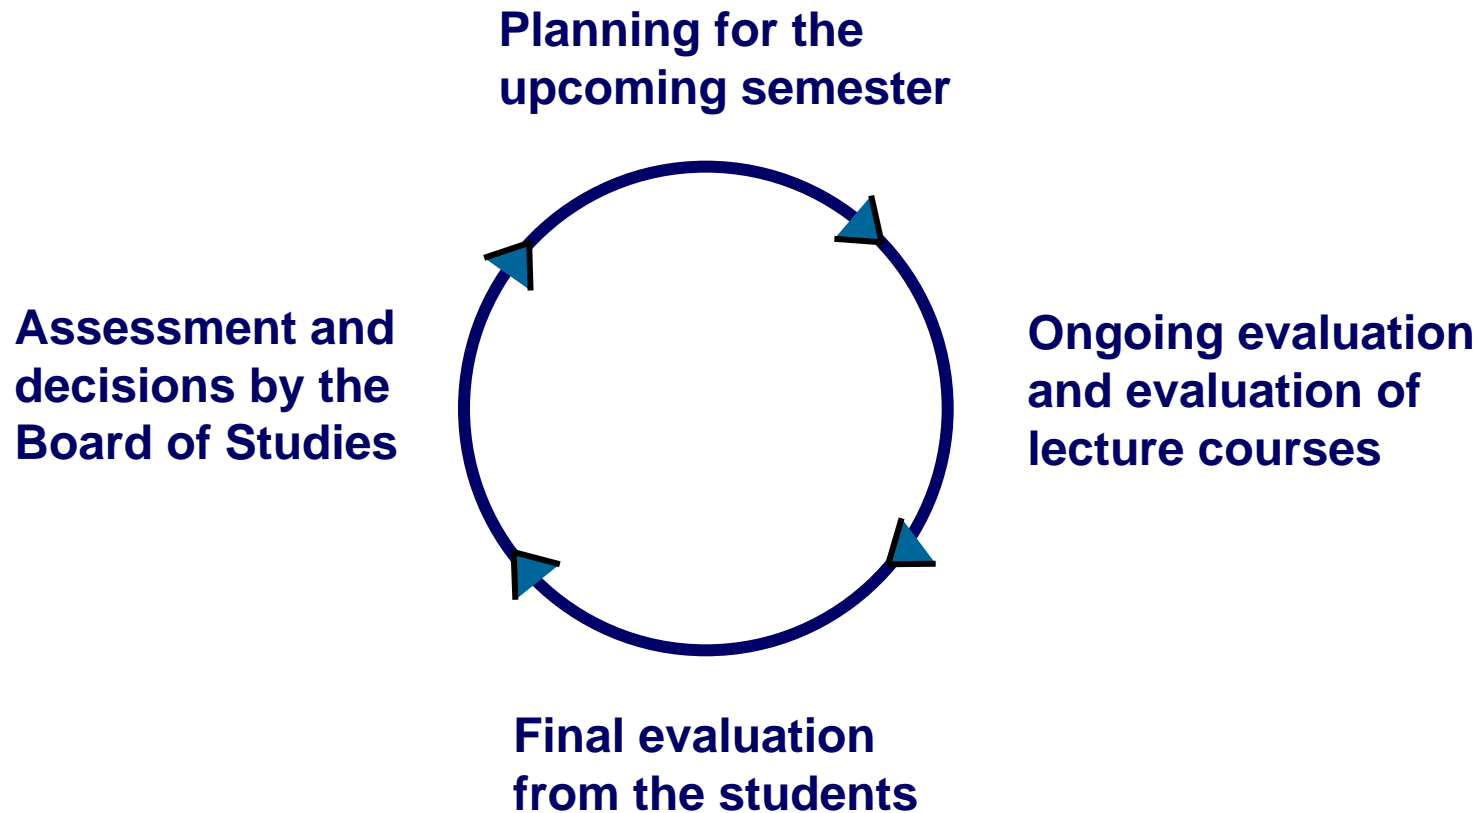 Planning for the
upcoming semester
Ongoing evaluation
and evaluation of
lecture courses
Final evaluation
from the students
Assessment and
decisions by the
Board of Studies